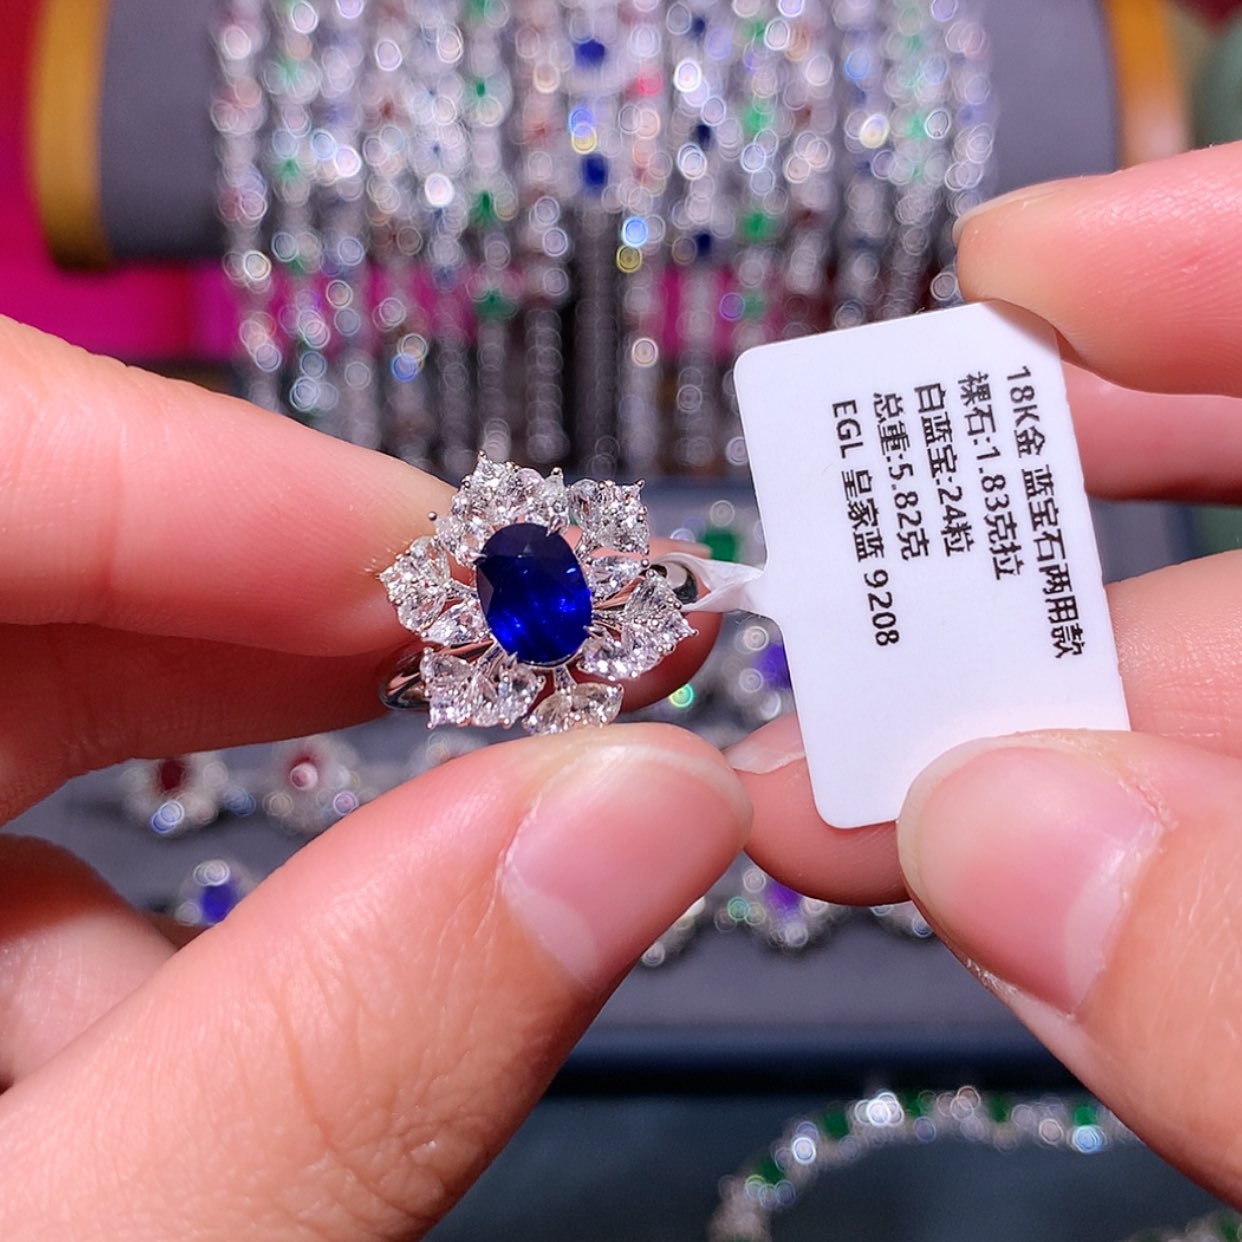 18K金 蓝宝石两用款
裸石:1.83克拉
白蓝宝:24粒
总重:5.82克
EGL 皇家蓝 9208